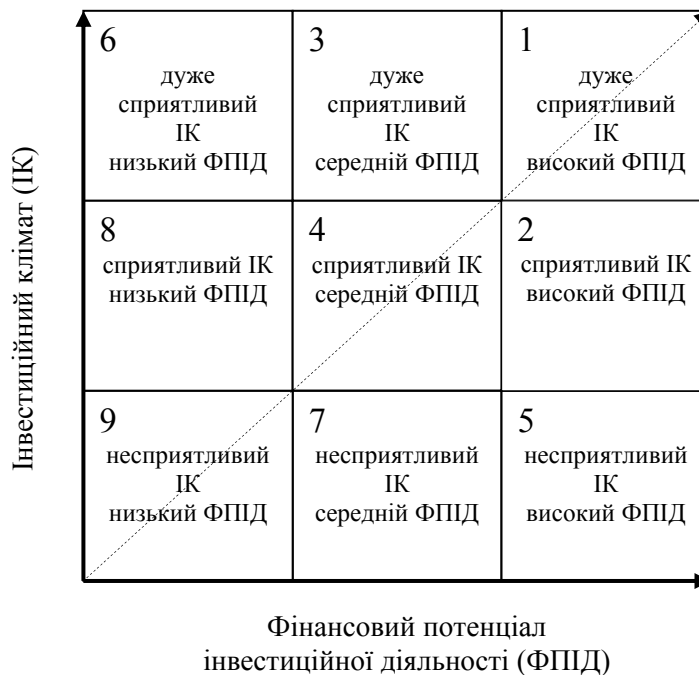 6
дуже
сприятливий
ІК
низький ФПІД
3
дуже
сприятливий
ІК
середній ФПІД
1
дуже
сприятливий
ІК
високий ФПІД
8
сприятливий ІК
низький ФПІД
4
сприятливий ІК
середній ФПІД
2
сприятливий ІК
високий ФПІД
9
несприятливий
ІК
низький ФПІД
7
несприятливий
ІК
середній ФПІД
5
несприятливий
ІК
високий ФПІД
Інвестиційний клімат (ІК)
Фінансовий потенціал
інвестиційної діяльності (ФПІД)